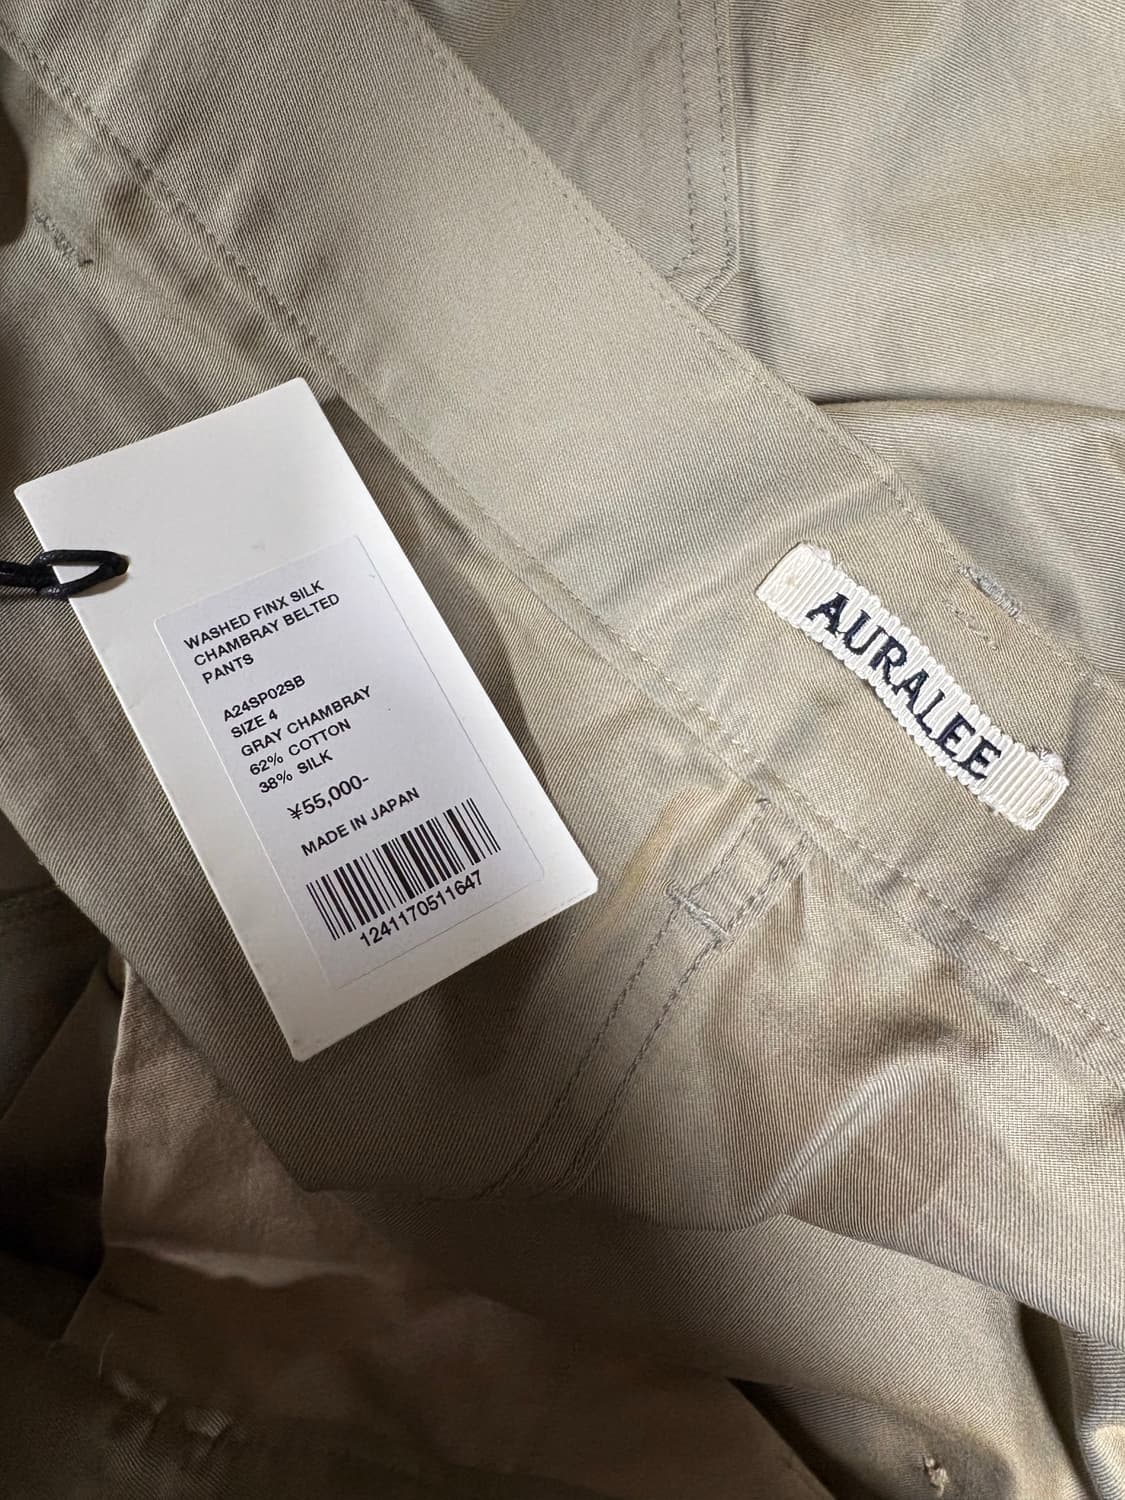 WASHED FINX SILK
CHAMBRAY BELTED
PANTS
A24SP02SB
SIZE 4
GRAY CHAMBRAY
62% COTTON
38% SILK
¥55,000-
MADE IN JAPAN
1241170511647
AURALEE